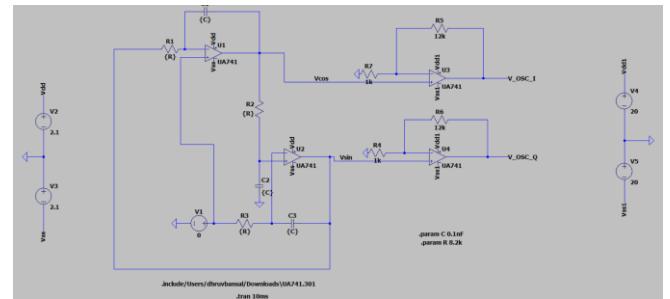 R1
{R}
{C}
Vdd
U1
Vss
UA741
R5
12k
R7
1k
Vdd1
U3
Vss1
UA741
V_OSC_I
Vcos
Vdd
V2
2.1
V3
2.1
Vss
R2
{R}
Vdd
U2
Vss
UA741
Vsin
C2
{C}
V1
0
R3
{R}
C3
{C}
R6
12k
R4
1k
Vdd1
U4
Vss1
UA741
V_OSC_Q
Vdd1
V4
20
V5
20
Vss1
.param C 0.1nF
.param R 8.2k
.include/Users/dhruvbansal/Downloads\UA741.301
.tran 10ms